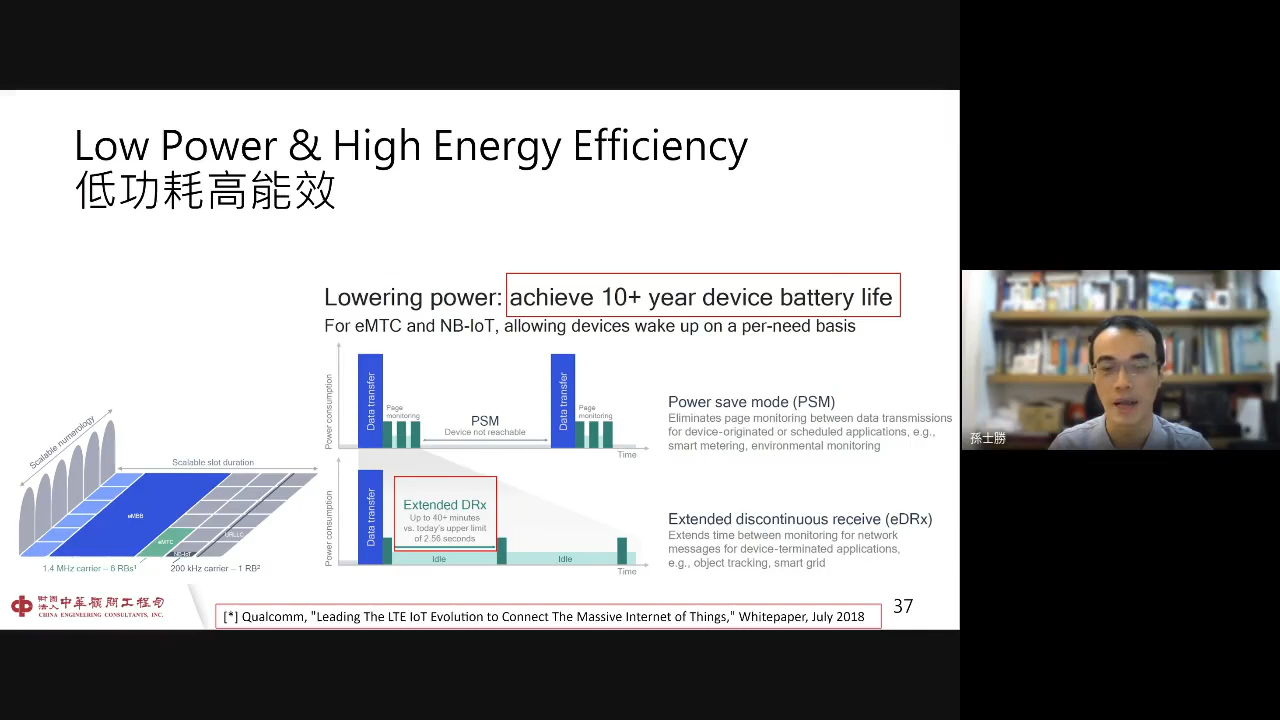 Low Power & High Energy Efficiency
低功耗高能效
Lowering power: achieve 10+ year device battery life
For eMTC and NB-IoT, allowing devices wake up on a per-need basis
Power consumption
Data transfer
Page
monitoring
PSM
Device not reachable
Data transfer
Page
monitoring
Time
Power save mode (PSM)
Eliminates page monitoring between data transmissions
for device-originated or scheduled applications, e.g.,
smart metering, environmental monitoring
Power consumption
Data transfer
Extended DRx
Up to 40+ minutes
vs. today's upper limit
of 2.56 seconds
Idle
Idle
Time
Extended discontinuous receive (eDRx)
Extends time between monitoring for network
messages for device-terminated applications,
e.g., object tracking, smart grid
Scalable numerology
Scalable slot duration
eMBB
eMTC
URLLC
NB-IoT
1.4 MHz carrier – 6 RBs¹
200 kHz carrier – 1 RB²
財團法人 中華顧問工程司
CHINA ENGINEERING CONSULTANTS, INC.
[*] Qualcomm, "Leading The LTE IoT Evolution to Connect The Massive Internet of Things," Whitepaper, July 2018
37
孫士勝